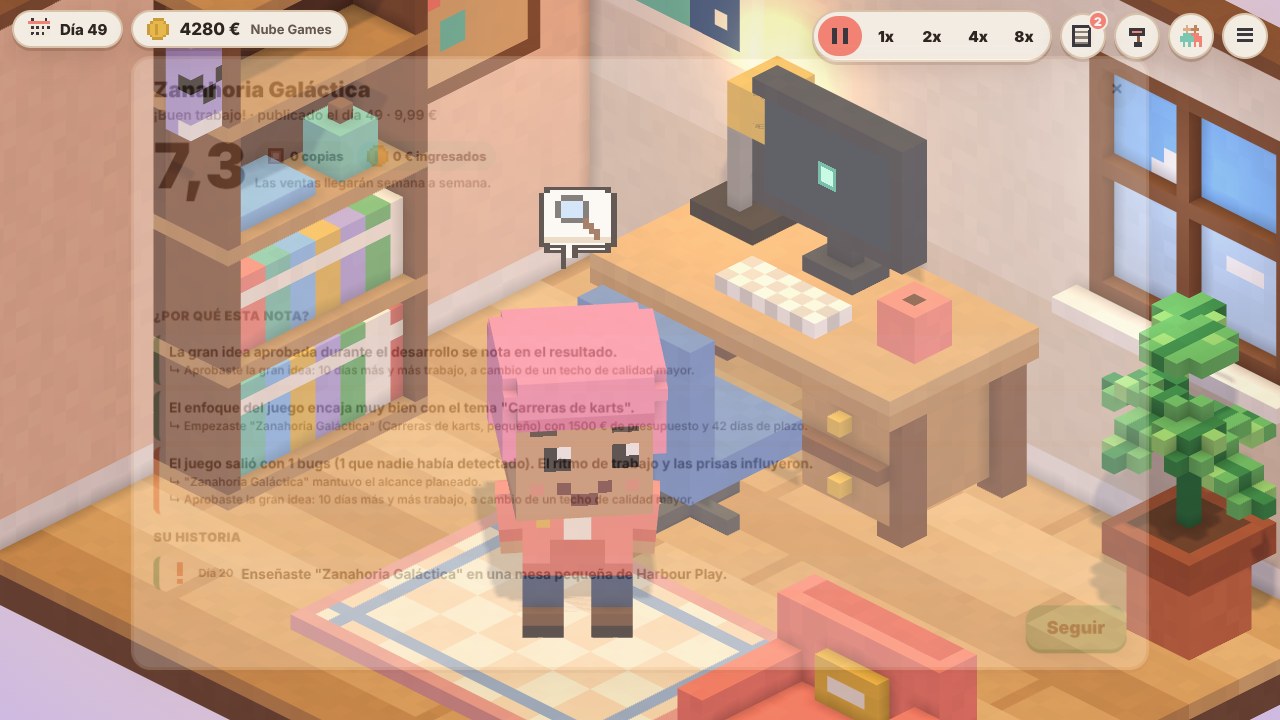 Día 49
4280 €
Nube Games
1x
2x
4x
8x
2
Zanahoria Galáctica
×
¡Buen trabajo! · publicado el día 49 · 9,99 €
7,3
0 copias
0 € ingresados
Las ventas llegarán semana a semana.
¿POR QUÉ ESTA NOTA?
La gran idea aprobada durante el desarrollo se nota en el resultado.
↳ Aprobaste la gran idea: 10 días más y más trabajo, a cambio de un techo de calidad mayor.
El enfoque del juego encaja muy bien con el tema "Carreras de karts".
↳ Empezaste "Zanahoria Galáctica" (Carreras de karts, pequeño) con 1500 € de presupuesto y 42 días de plazo.
El juego salió con 1 bugs (1 que nadie había detectado). El ritmo de trabajo y las prisas influyeron.
↳ "Zanahoria Galáctica" mantuvo el alcance planeado.
↳ Aprobaste la gran idea: 10 días más y más trabajo, a cambio de un techo de calidad mayor.
SU HISTORIA
Día 20 Enseñaste "Zanahoria Galáctica" en una mesa pequeña de Harbour Play.
Seguir